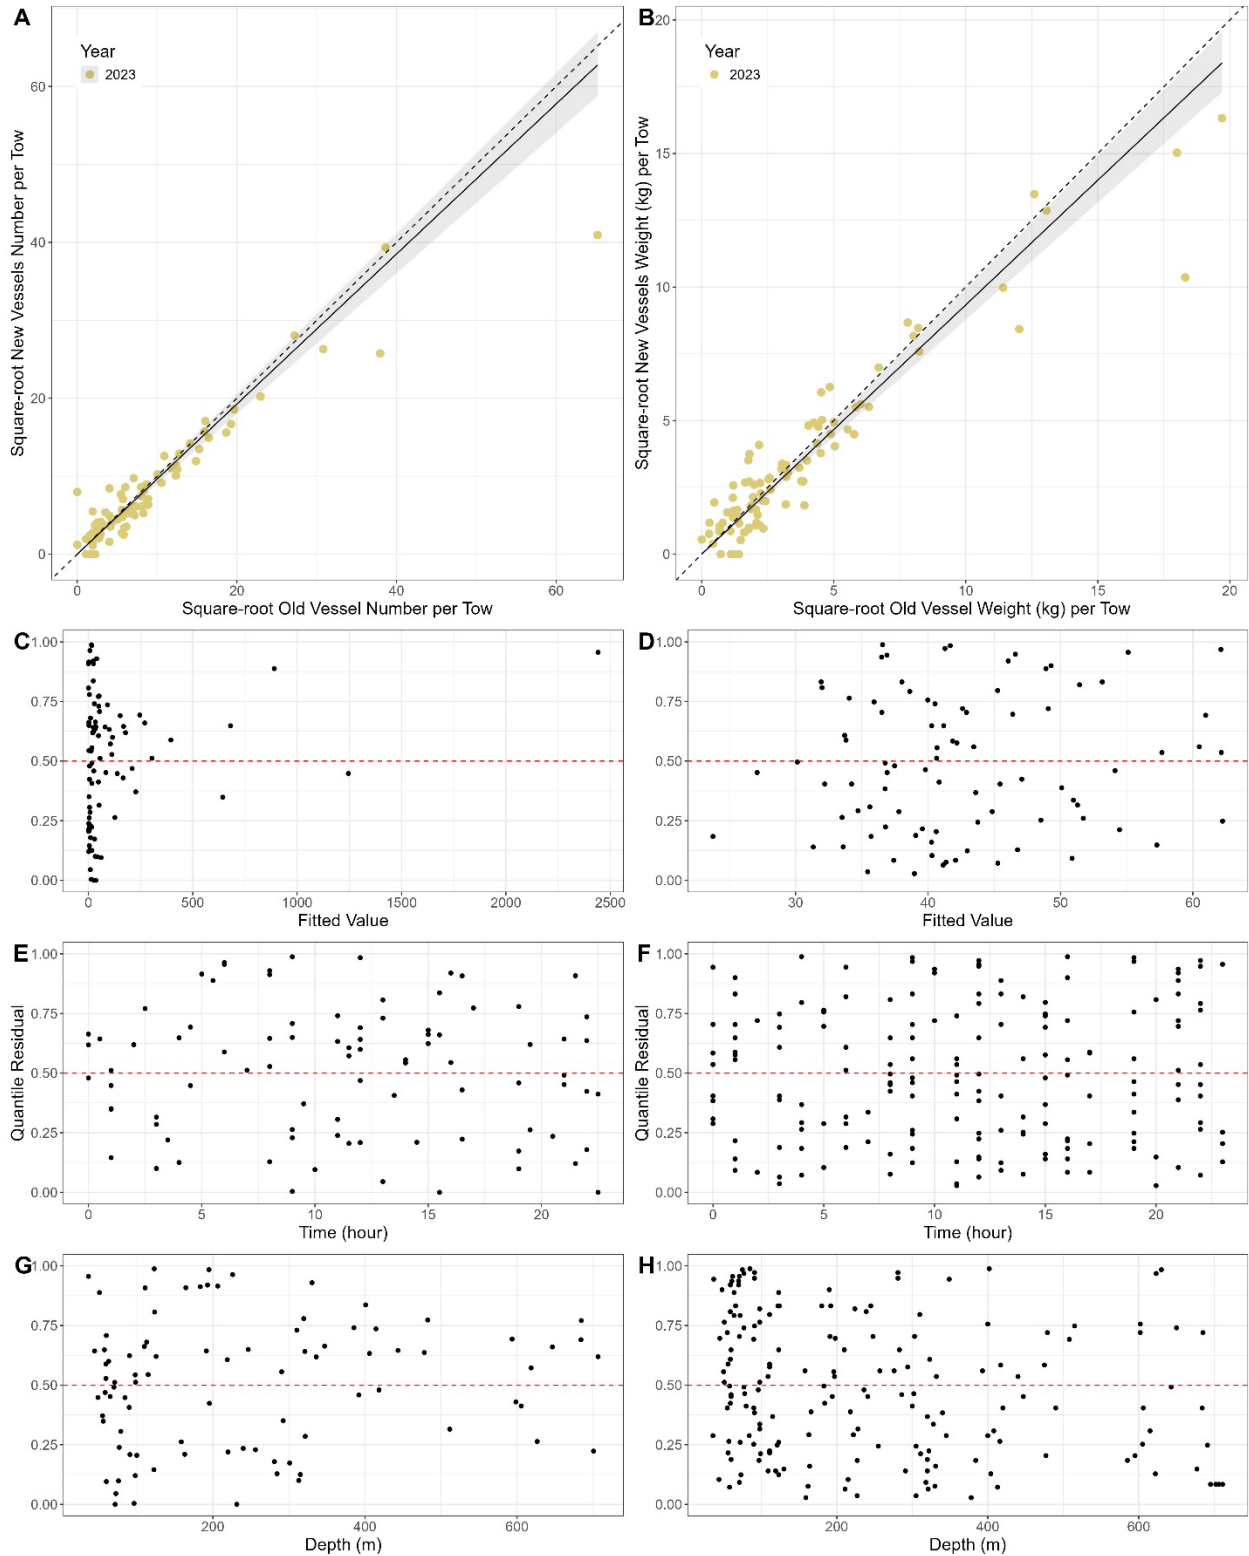 A
B
Year
2023
Year
2023
60
40
20
0
20
15
10
5
0
Square-root New Vessels Number per Tow
Square-root New Vessels Weight (kg) per Tow
0 20 40 60
0 5 10 15 20
Square-root Old Vessel Number per Tow
Square-root Old Vessel Weight (kg) per Tow
C
D
1.00
0.75
0.50
0.25
0.00
1.00
0.75
0.50
0.25
0.00
0 500 1000 1500 2000 2500
30 40 50 60
Fitted Value
Fitted Value
E
F
1.00
0.75
0.50
0.25
0.00
1.00
0.75
0.50
0.25
0.00
Quantile Residual
Quantile Residual
0 5 10 15 20
0 5 10 15 20
Time (hour)
Time (hour)
G
H
1.00
0.75
0.50
0.25
0.00
1.00
0.75
0.50
0.25
0.00
200 400 600
200 400 600
Depth (m)
Depth (m)